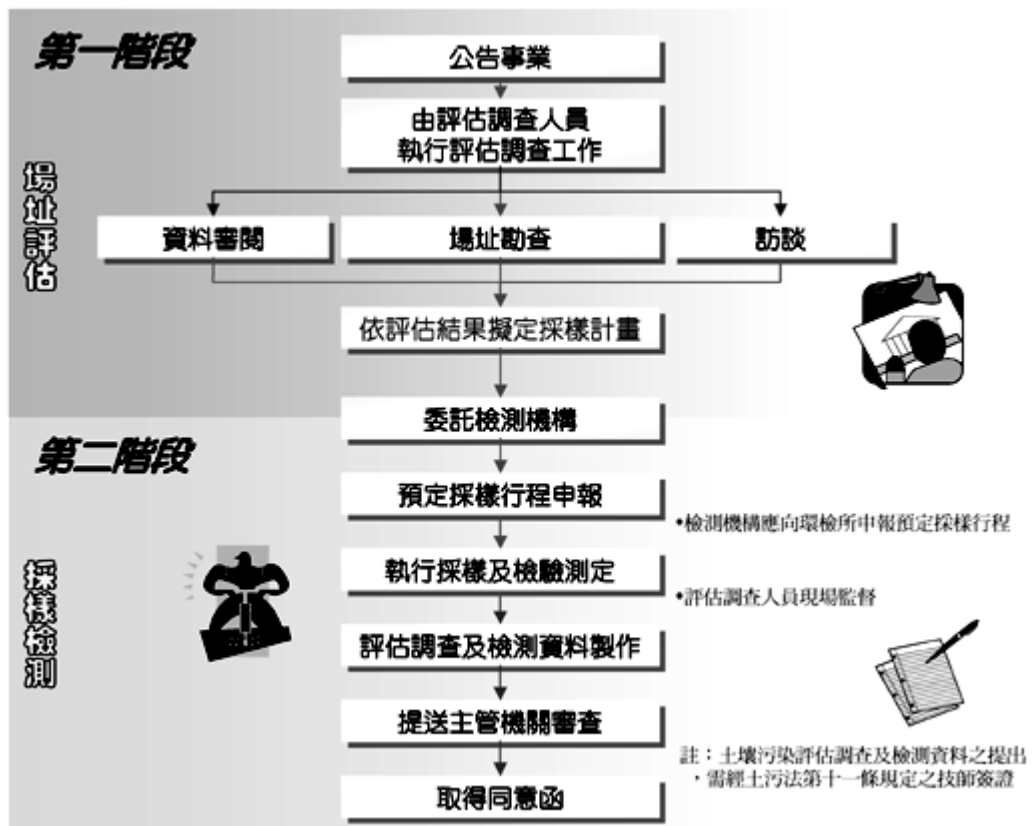 第一階段
公告事業
由評估調查人員
執行評估調查工作
場址評估
資料審閱
場址勘查
訪談
依評估結果擬定採樣計畫
委託檢測機構
第二階段
預定採樣行程申報
•檢測機構應向環檢所申報預定採樣行程
採樣檢測
執行採樣及檢驗測定
•評估調查人員現場監督
評估調查及檢測資料製作
提送主管機關審查
註：土壤污染評估調查及檢測資料之提出
，需經土污法第十一條規定之技師簽證
取得同意函